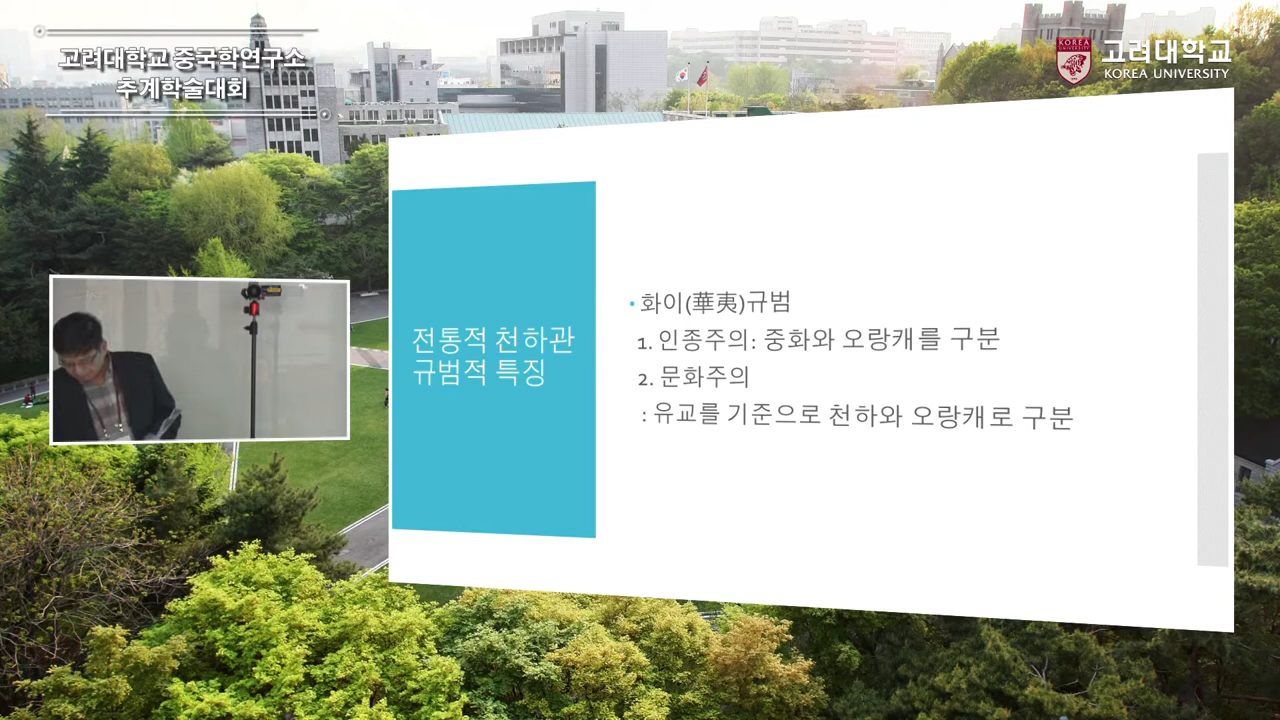 고려대학교 중국학연구소
추계학술대회
KOREA
UNIVERSITY
고려대학교
KOREA UNIVERSITY
전통적 천하관
규범적 특징
• 화이(華夷)규범
1. 인종주의: 중화와 오랑캐를 구분
2. 문화주의
: 유교를 기준으로 천하와 오랑캐로 구분